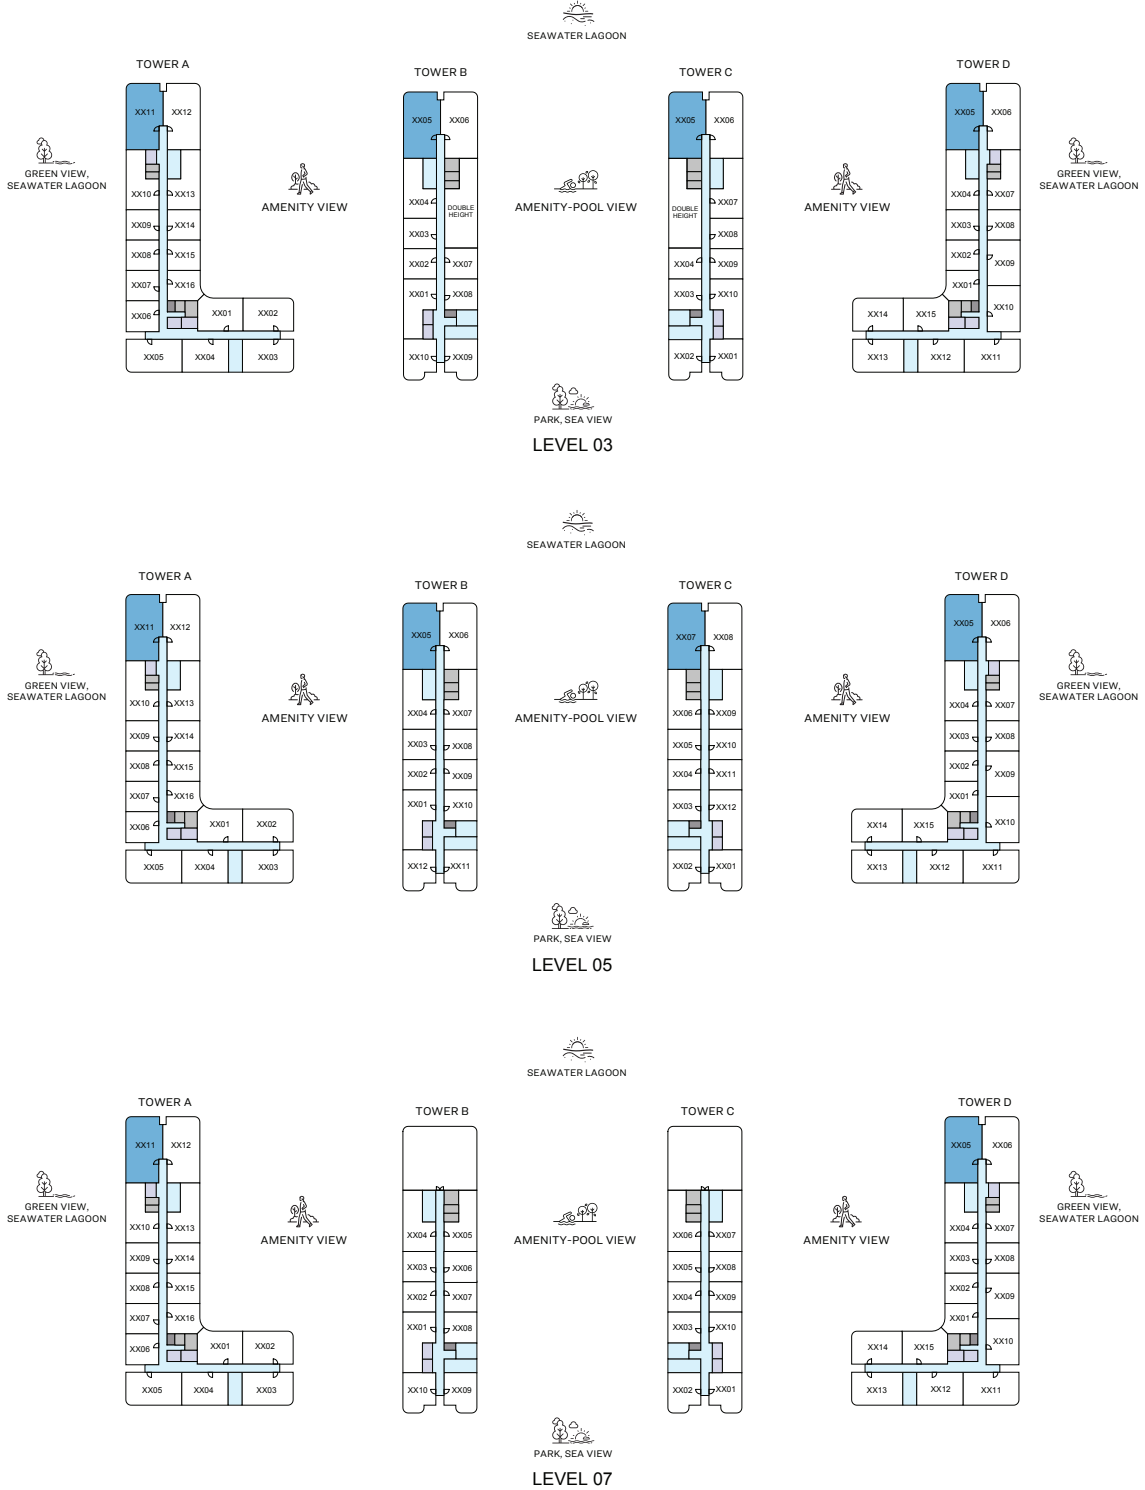 SEAWATER LAGOON
TOWER A
TOWER B
TOWER C
TOWER D
XX11 XX12
XX05 XX06
XX05 XX06
XX05 XX06
GREEN VIEW,
SEAWATER LAGOON
AMENITY VIEW
AMENITY-POOL VIEW
AMENITY VIEW
GREEN VIEW,
SEAWATER LAGOON
XX10 XX13
XX09 XX14
XX08 XX15
XX07 XX16
XX06
XX01 XX02
XX05 XX04 XX03
XX04
DOUBLE
HEIGHT
XX03
XX02 XX07
XX01 XX08
XX10 XX09
DOUBLE
HEIGHT
XX07
XX08
XX04 XX09
XX03 XX10
XX02 XX01
XX04 XX07
XX03 XX08
XX02 XX09
XX01
XX10
XX14 XX15
XX13 XX12 XX11
PARK, SEA VIEW
LEVEL 03
SEAWATER LAGOON
TOWER A
TOWER B
TOWER C
TOWER D
XX11 XX12
XX05 XX06
XX07 XX08
XX05 XX06
GREEN VIEW,
SEAWATER LAGOON
AMENITY VIEW
AMENITY-POOL VIEW
AMENITY VIEW
GREEN VIEW,
SEAWATER LAGOON
XX10 XX13
XX09 XX14
XX08 XX15
XX07 XX16
XX06
XX01 XX02
XX05 XX04 XX03
XX04 XX07
XX03 XX08
XX02 XX09
XX01 XX10
XX12 XX11
XX06 XX09
XX05 XX10
XX04 XX11
XX03 XX12
XX02 XX01
XX04 XX07
XX03 XX08
XX02 XX09
XX01
XX10
XX14 XX15
XX13 XX12 XX11
PARK, SEA VIEW
LEVEL 05
SEAWATER LAGOON
TOWER A
TOWER B
TOWER C
TOWER D
XX11 XX12
XX05 XX06
GREEN VIEW,
SEAWATER LAGOON
AMENITY VIEW
AMENITY-POOL VIEW
AMENITY VIEW
GREEN VIEW,
SEAWATER LAGOON
XX10 XX13
XX09 XX14
XX08 XX15
XX07 XX16
XX06
XX01 XX02
XX05 XX04 XX03
XX04 XX05
XX03 XX06
XX02 XX07
XX01 XX08
XX10 XX09
XX06 XX07
XX05 XX08
XX04 XX09
XX03 XX10
XX02 XX01
XX04 XX07
XX03 XX08
XX02 XX09
XX01
XX10
XX14 XX15
XX13 XX12 XX11
PARK, SEA VIEW
LEVEL 07